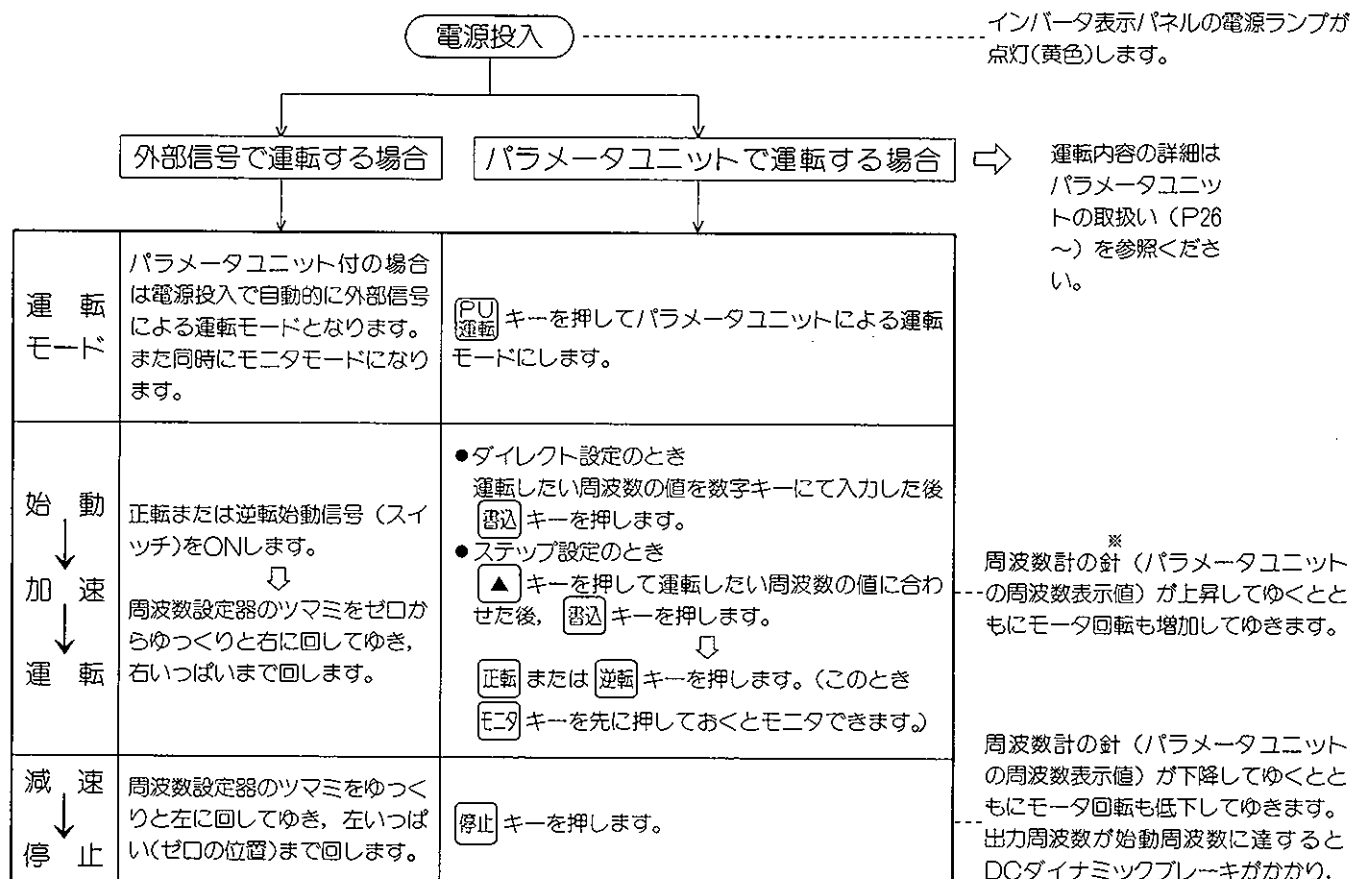 電源投入
インバータ表示パネルの電源ランプが
点灯(黄色)します。
外部信号で運転する場合
パラメータユニットで運転する場合
運転内容の詳細は
パラメータユニッ
トの取扱い（P26
～）を参照くださ
い。
運 転
モード
パラメータユニット付の場合
は電源投入で自動的に外部信号
による運転モードとなります。
また同時にモニタモードになり
ます。
PU
運転 キーを押してパラメータユニットによる運転
モードにします。
始 動
加 速
運 転
正転または逆転始動信号（スイ
ッチ)をONします。
周波数設定器のツマミをゼロか
らゆっくりと右に回してゆき，
右いっぱいまで回します。
●ダイレクト設定のとき
運転したい周波数の値を数字キーにて入力した後
書込 キーを押します。
●ステップ設定のとき
▲ キーを押して運転したい周波数の値に合わ
せた後， 書込 キーを押します。
正転 または 逆転 キーを押します。（このとき
モニタ キーを先に押しておくとモニタできます｡）
※
周波数計の針（パラメータユニット
の周波数表示値）が上昇してゆくとと
もにモータ回転も増加してゆきます。
減 速
停 止
周波数設定器のツマミをゆっく
りと左に回してゆき，左いっぱ
い(ゼロの位置)まで回します。
停止 キーを押します。
周波数計の針（パラメータユニット
の周波数表示値）が下降してゆくとと
もにモータ回転も低下してゆきます。
出力周波数が始動周波数に達すると
DCダイナミックブレーキがかかり，